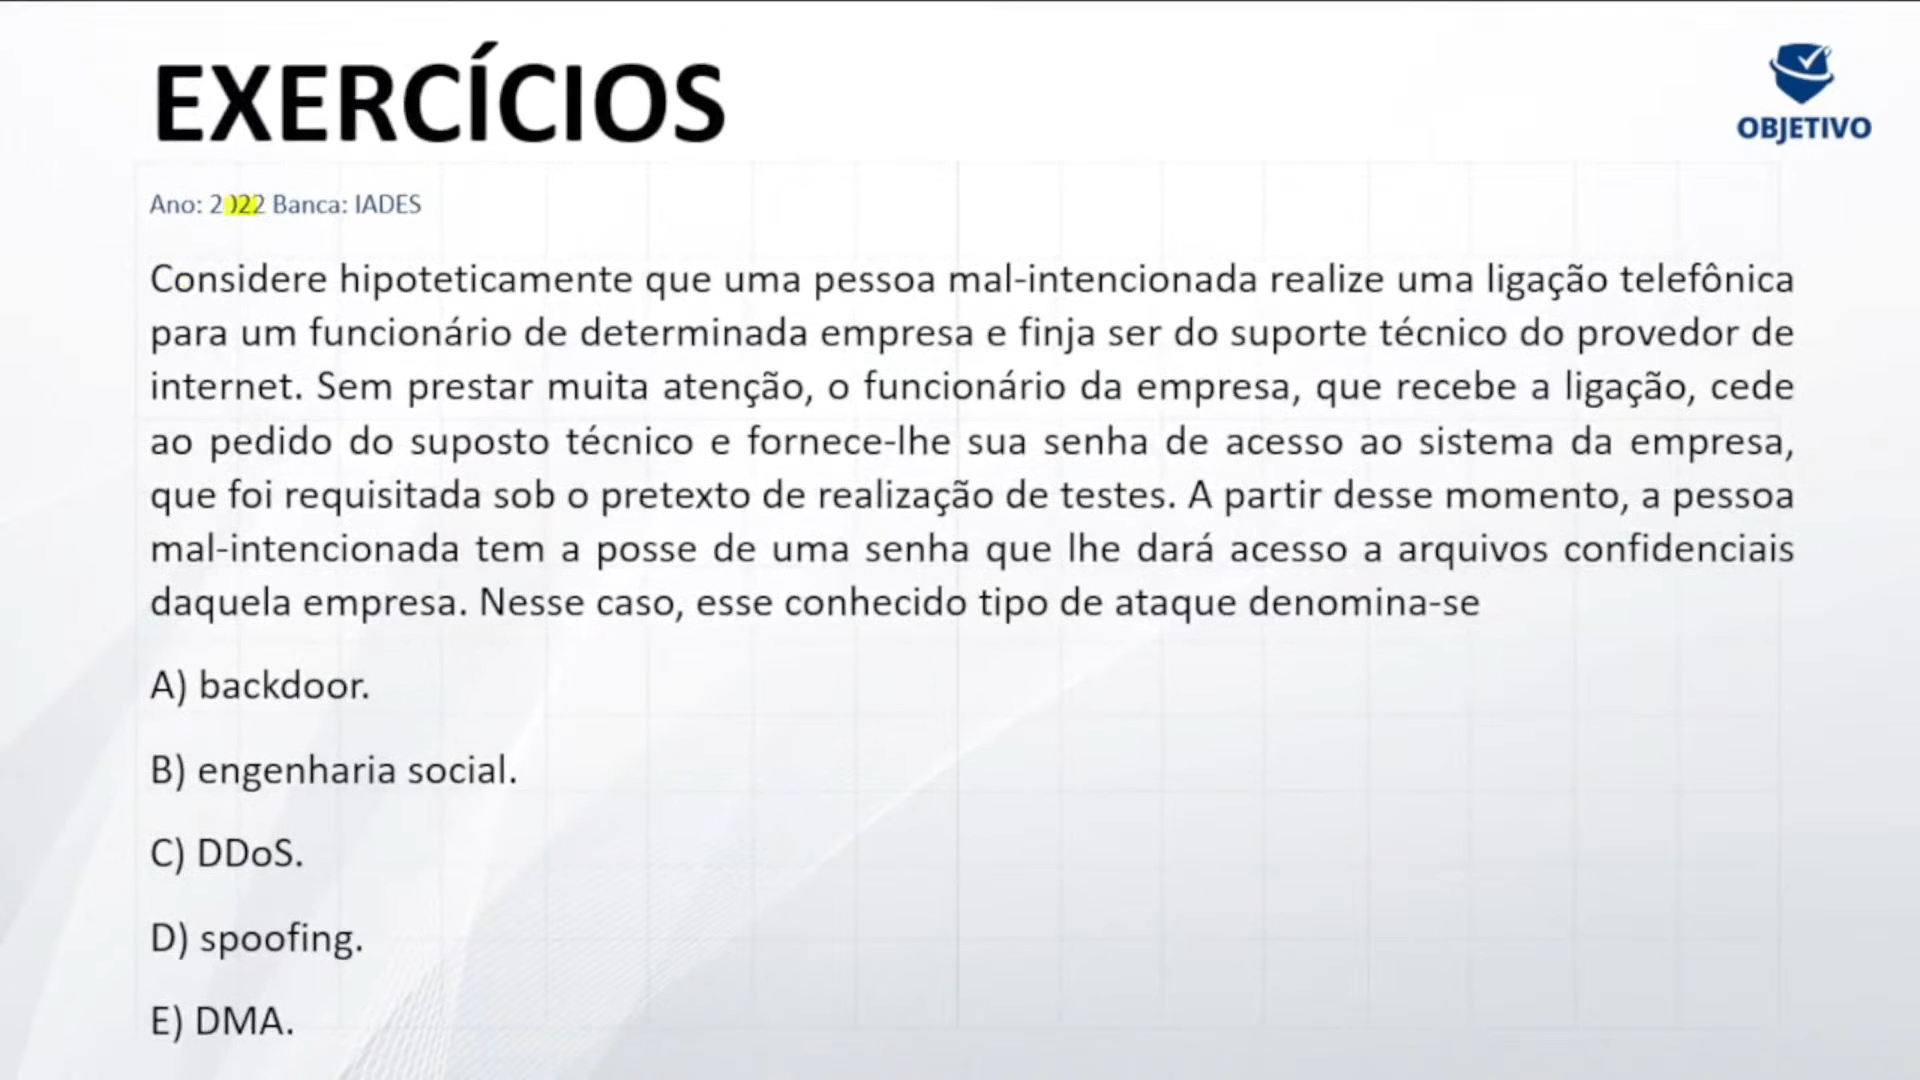 EXERCÍCIOS
OBJETIVO
Ano: 2022 Banca: IADES
Considere hipoteticamente que uma pessoa mal-intencionada realize uma ligação telefônica
para um funcionário de determinada empresa e finja ser do suporte técnico do provedor de
internet. Sem prestar muita atenção, o funcionário da empresa, que recebe a ligação, cede
ao pedido do suposto técnico e fornece-lhe sua senha de acesso ao sistema da empresa,
que foi requisitada sob o pretexto de realização de testes. A partir desse momento, a pessoa
mal-intencionada tem a posse de uma senha que lhe dará acesso a arquivos confidenciais
daquela empresa. Nesse caso, esse conhecido tipo de ataque denomina-se
A) backdoor.
B) engenharia social.
C) DDoS.
D) spoofing.
E) DMA.